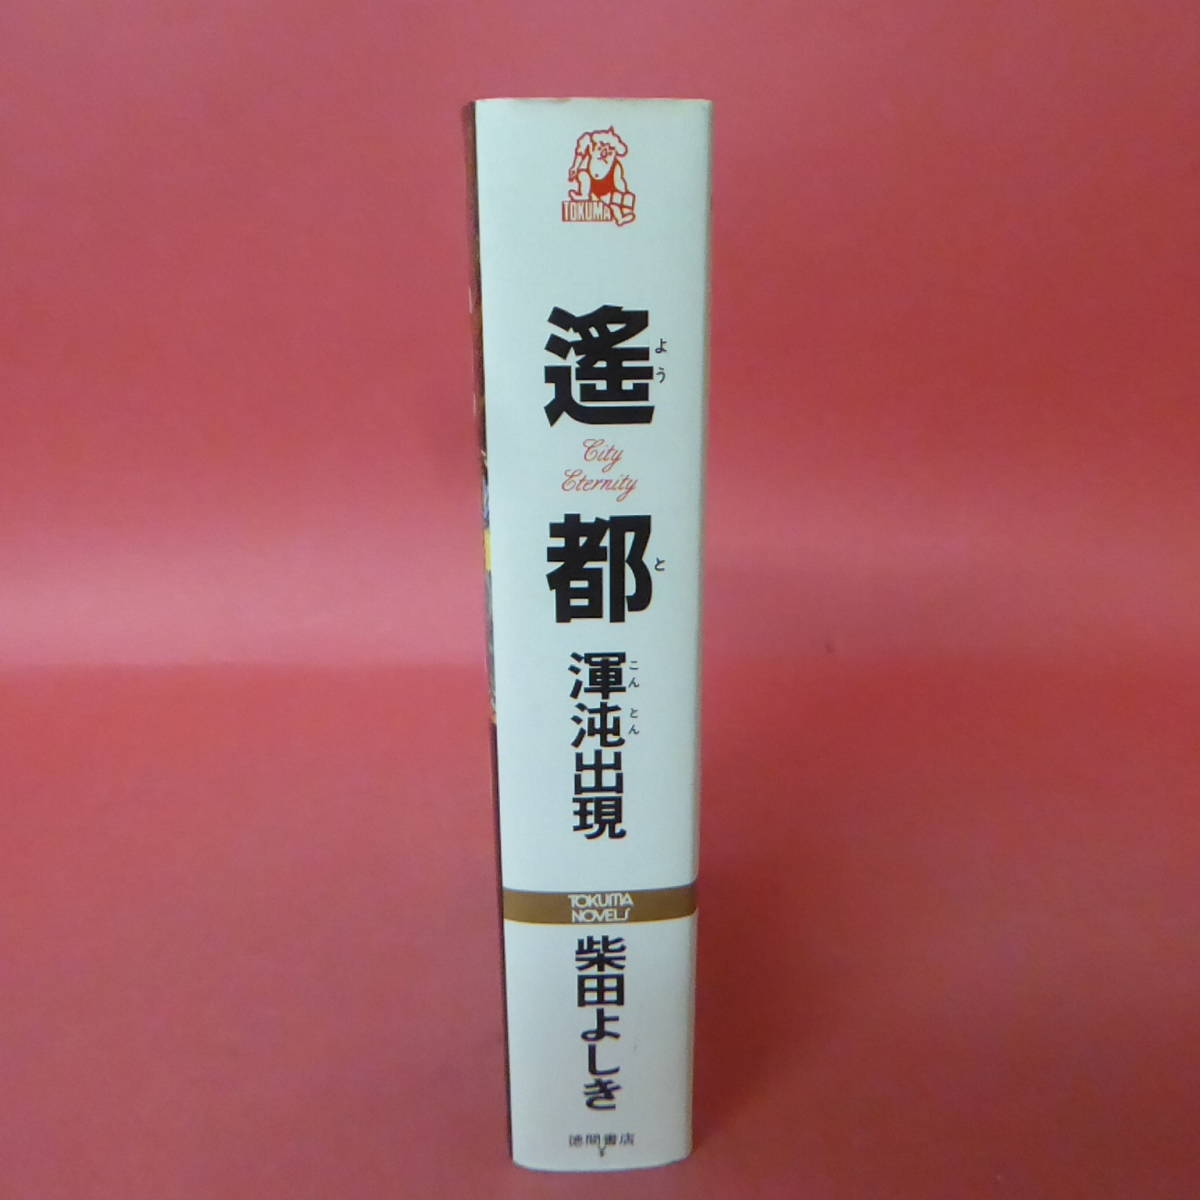 TOKUMA
遙都
よう
と
City
Eternity
渾沌出現
こん とん
TOKUMA
NOVELS
柴田よしき
徳間書店